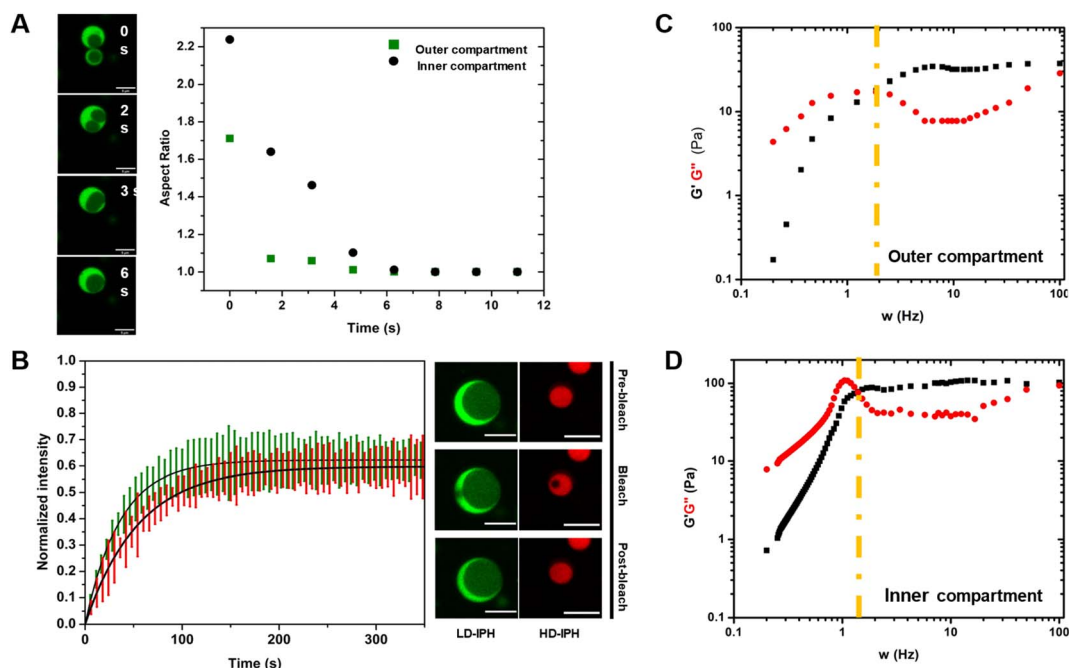 A
0
s
2
s
3 s
6
s
Aspect Ratio
2.2
2.0
1.8
1.6
1.4
1.2
1.0
Outer compartment
Inner compartment
0 2 4 6 8 10 12
Time (s)
B
Normalized intensity
1.0
0.9
0.8
0.7
0.6
0.5
0.4
0.3
0.2
0.1
0.0
0 100 200 300
Time (s)
Pre-bleach
Bleach
Post-bleach
LD-IPH HD-IPH
C
G' G" (Pa)
100
10
1
0.1
Outer compartment
0.1 1 10 100
w (Hz)
D
G'G" (Pa)
100
10
1
0.1
Inner compartment
0.1 1 10 100
w (Hz)